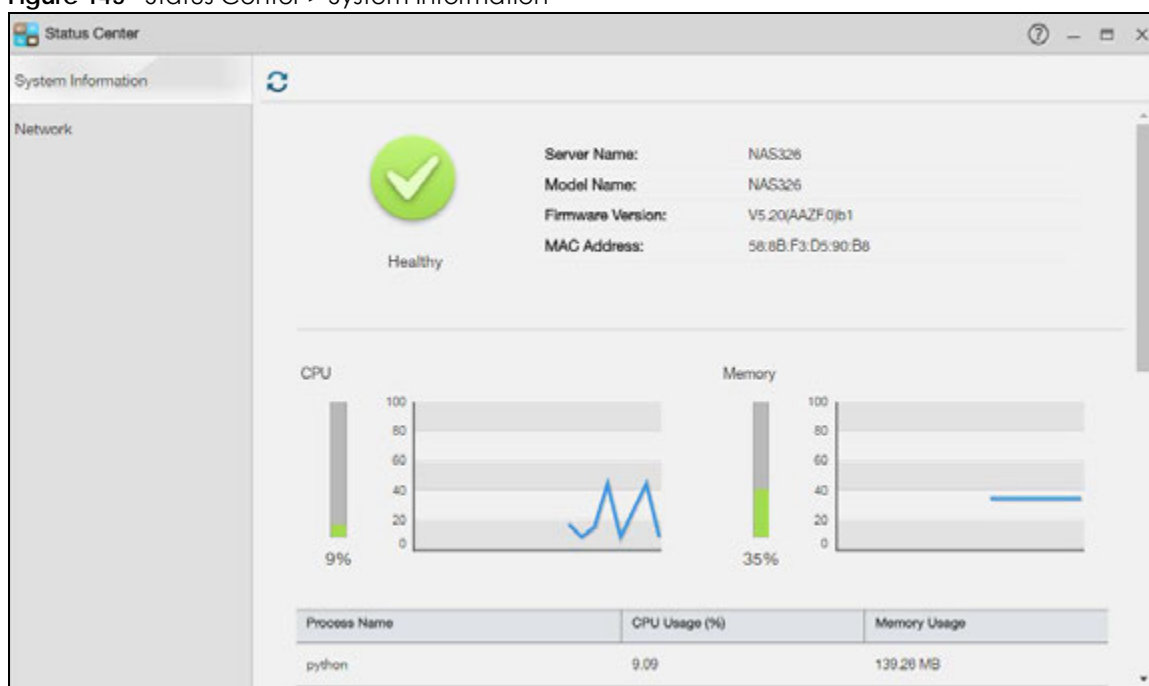 Figure 143 Status Center > System Information
Status Center
System Information
Network
Healthy
Server Name: NAS326
Model Name: NAS326
Firmware Version: V5.20(AAZF.0)b1
MAC Address: 58:8B:F3:D5:90:B8
CPU
100
80
60
40
20
0
9%
Memory
100
80
60
40
20
0
35%
Process Name CPU Usage (%) Memory Usage
python 9.09 139.28 MB